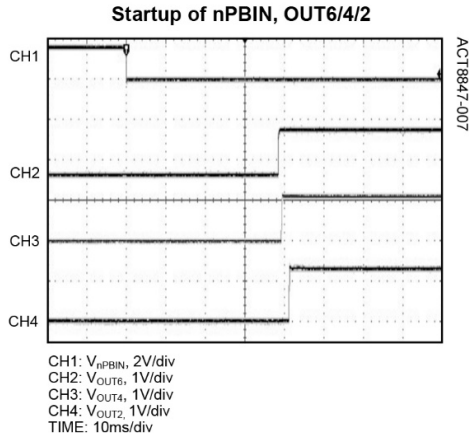 Startup of nPBIN, OUT6/4/2
ACT8847-007
CH1
CH2
CH3
CH4
CH1: VnPBIN, 2V/div
CH2: VOUT6, 1V/div
CH3: VOUT4, 1V/div
CH4: VOUT2, 1V/div
TIME: 10ms/div